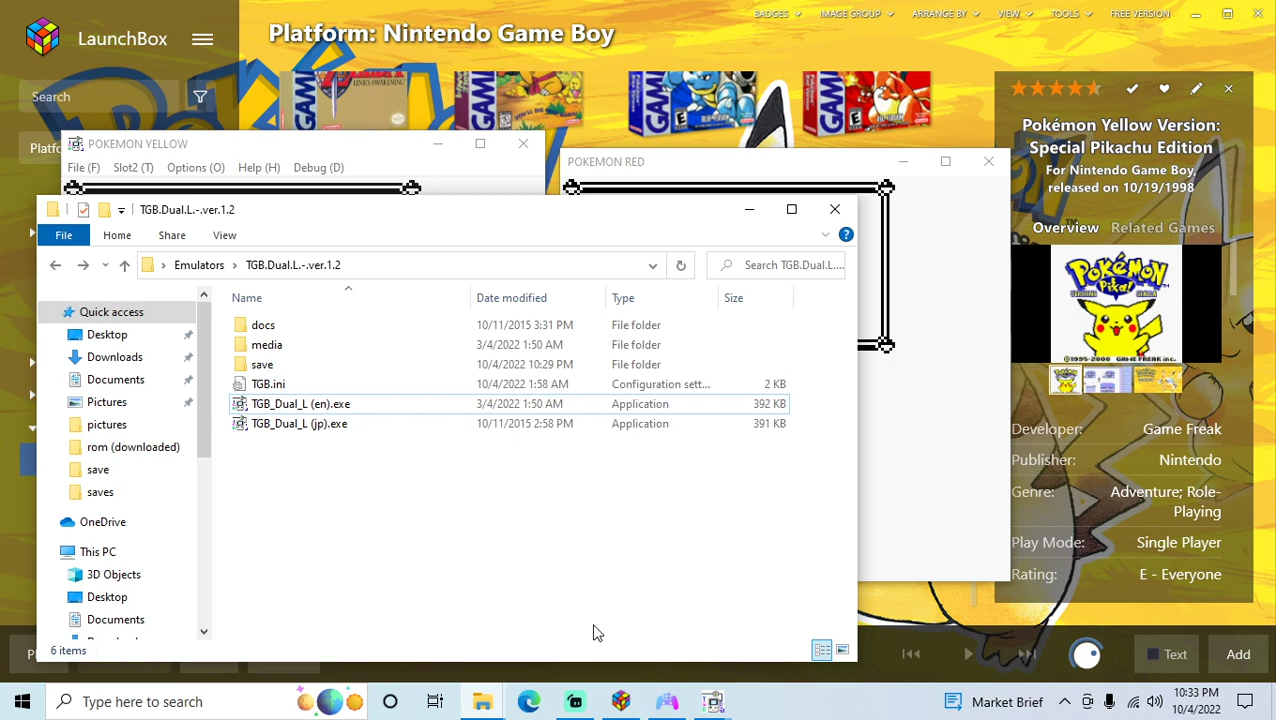 LaunchBox
Platform: Nintendo Game Boy
BADGES
IMAGE GROUP
ARRANGE BY
VIEW
TOOLS
FREE VERSION
Search
Platf
POKEMON YELLOW
File (F)
Slot2 (T)
Options (O)
Help (H)
Debug (D)
POKEMON RED
TGB.Dual.L.-.ver.1.2
File
Home
Share
View
Emulators
TGB.Dual.L.-.ver.1.2
Search TGB.Dual.L....
Name
Date modified
Type
Size
docs 10/11/2015 3:31 PM File folder
media 3/4/2022 1:50 AM File folder
save 10/4/2022 10:29 PM File folder
TGB.ini 10/4/2022 1:58 AM Configuration sett... 2 KB
TGB_Dual_L (en).exe 3/4/2022 1:50 AM Application 392 KB
TGB_Dual_L (jp).exe 10/11/2015 2:58 PM Application 391 KB
Quick access
Desktop
Downloads
Documents
Pictures
pictures
rom (downloaded)
save
saves
OneDrive
This PC
3D Objects
Desktop
Documents
6 items
Pokémon Yellow Version:
Special Pikachu Edition
For Nintendo Game Boy,
released on 10/19/1998
Overview
Related Games
Developer: Game Freak
Publisher: Nintendo
Genre: Adventure; Role-
Playing
Play Mode: Single Player
Rating: E - Everyone
Text
Add
Type here to search
Market Brief
10:33 PM
10/4/2022